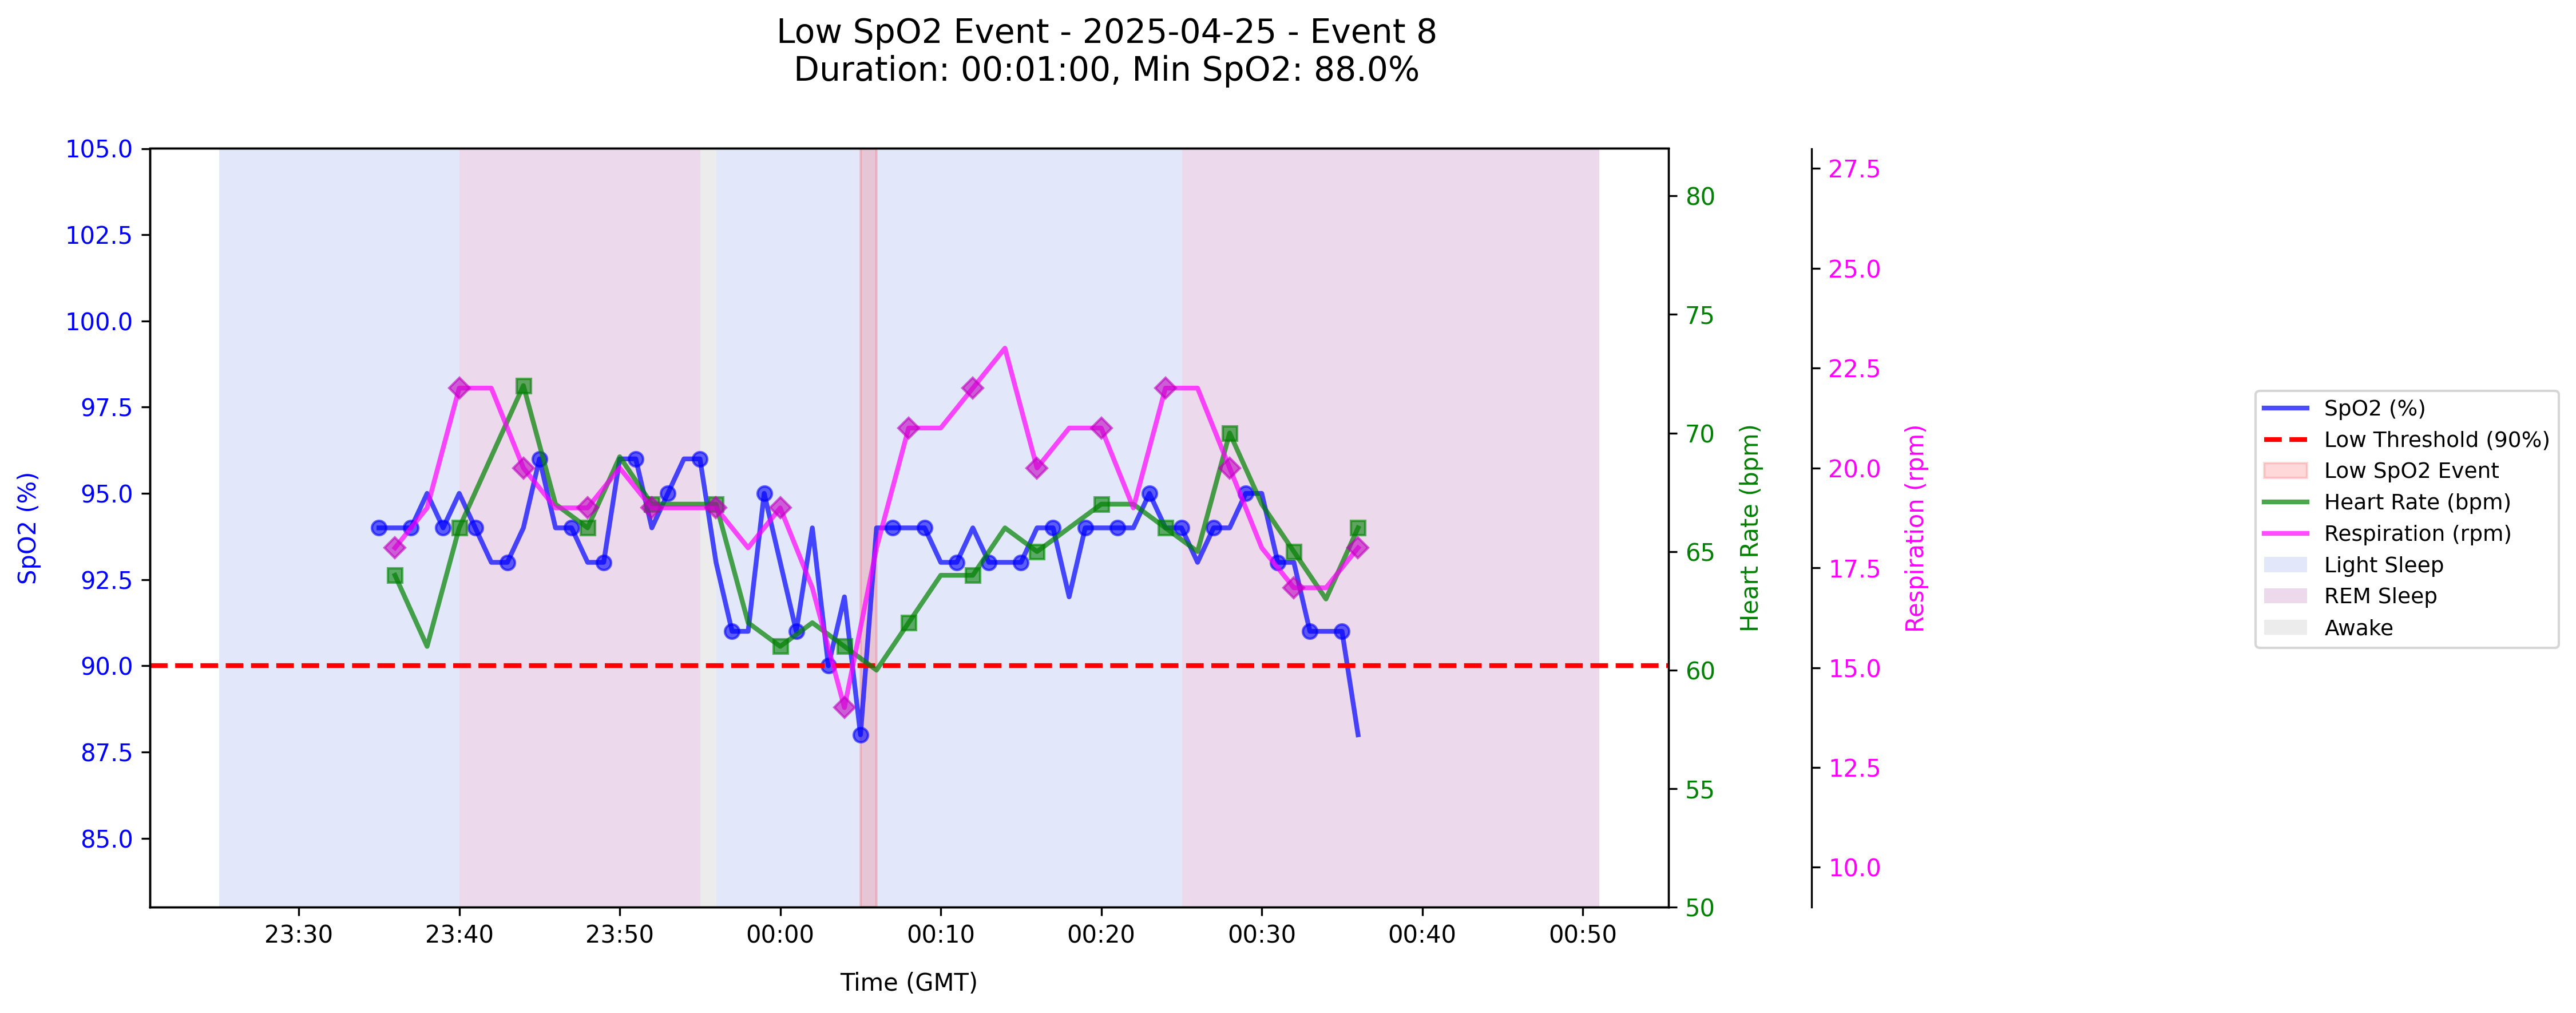 Low SpO2 Event - 2025-04-25 - Event 8
Duration: 00:01:00, Min SpO2: 88.0%
105.0
102.5
100.0
97.5
95.0
92.5
90.0
87.5
85.0
SpO2 (%)
80
75
70
65
60
55
50
Heart Rate (bpm)
27.5
25.0
22.5
20.0
17.5
15.0
12.5
10.0
Respiration (rpm)
SpO2 (%)
Low Threshold (90%)
Low SpO2 Event
Heart Rate (bpm)
Respiration (rpm)
Light Sleep
REM Sleep
Awake
23:30 23:40 23:50 00:00 00:10 00:20 00:30 00:40 00:50
Time (GMT)